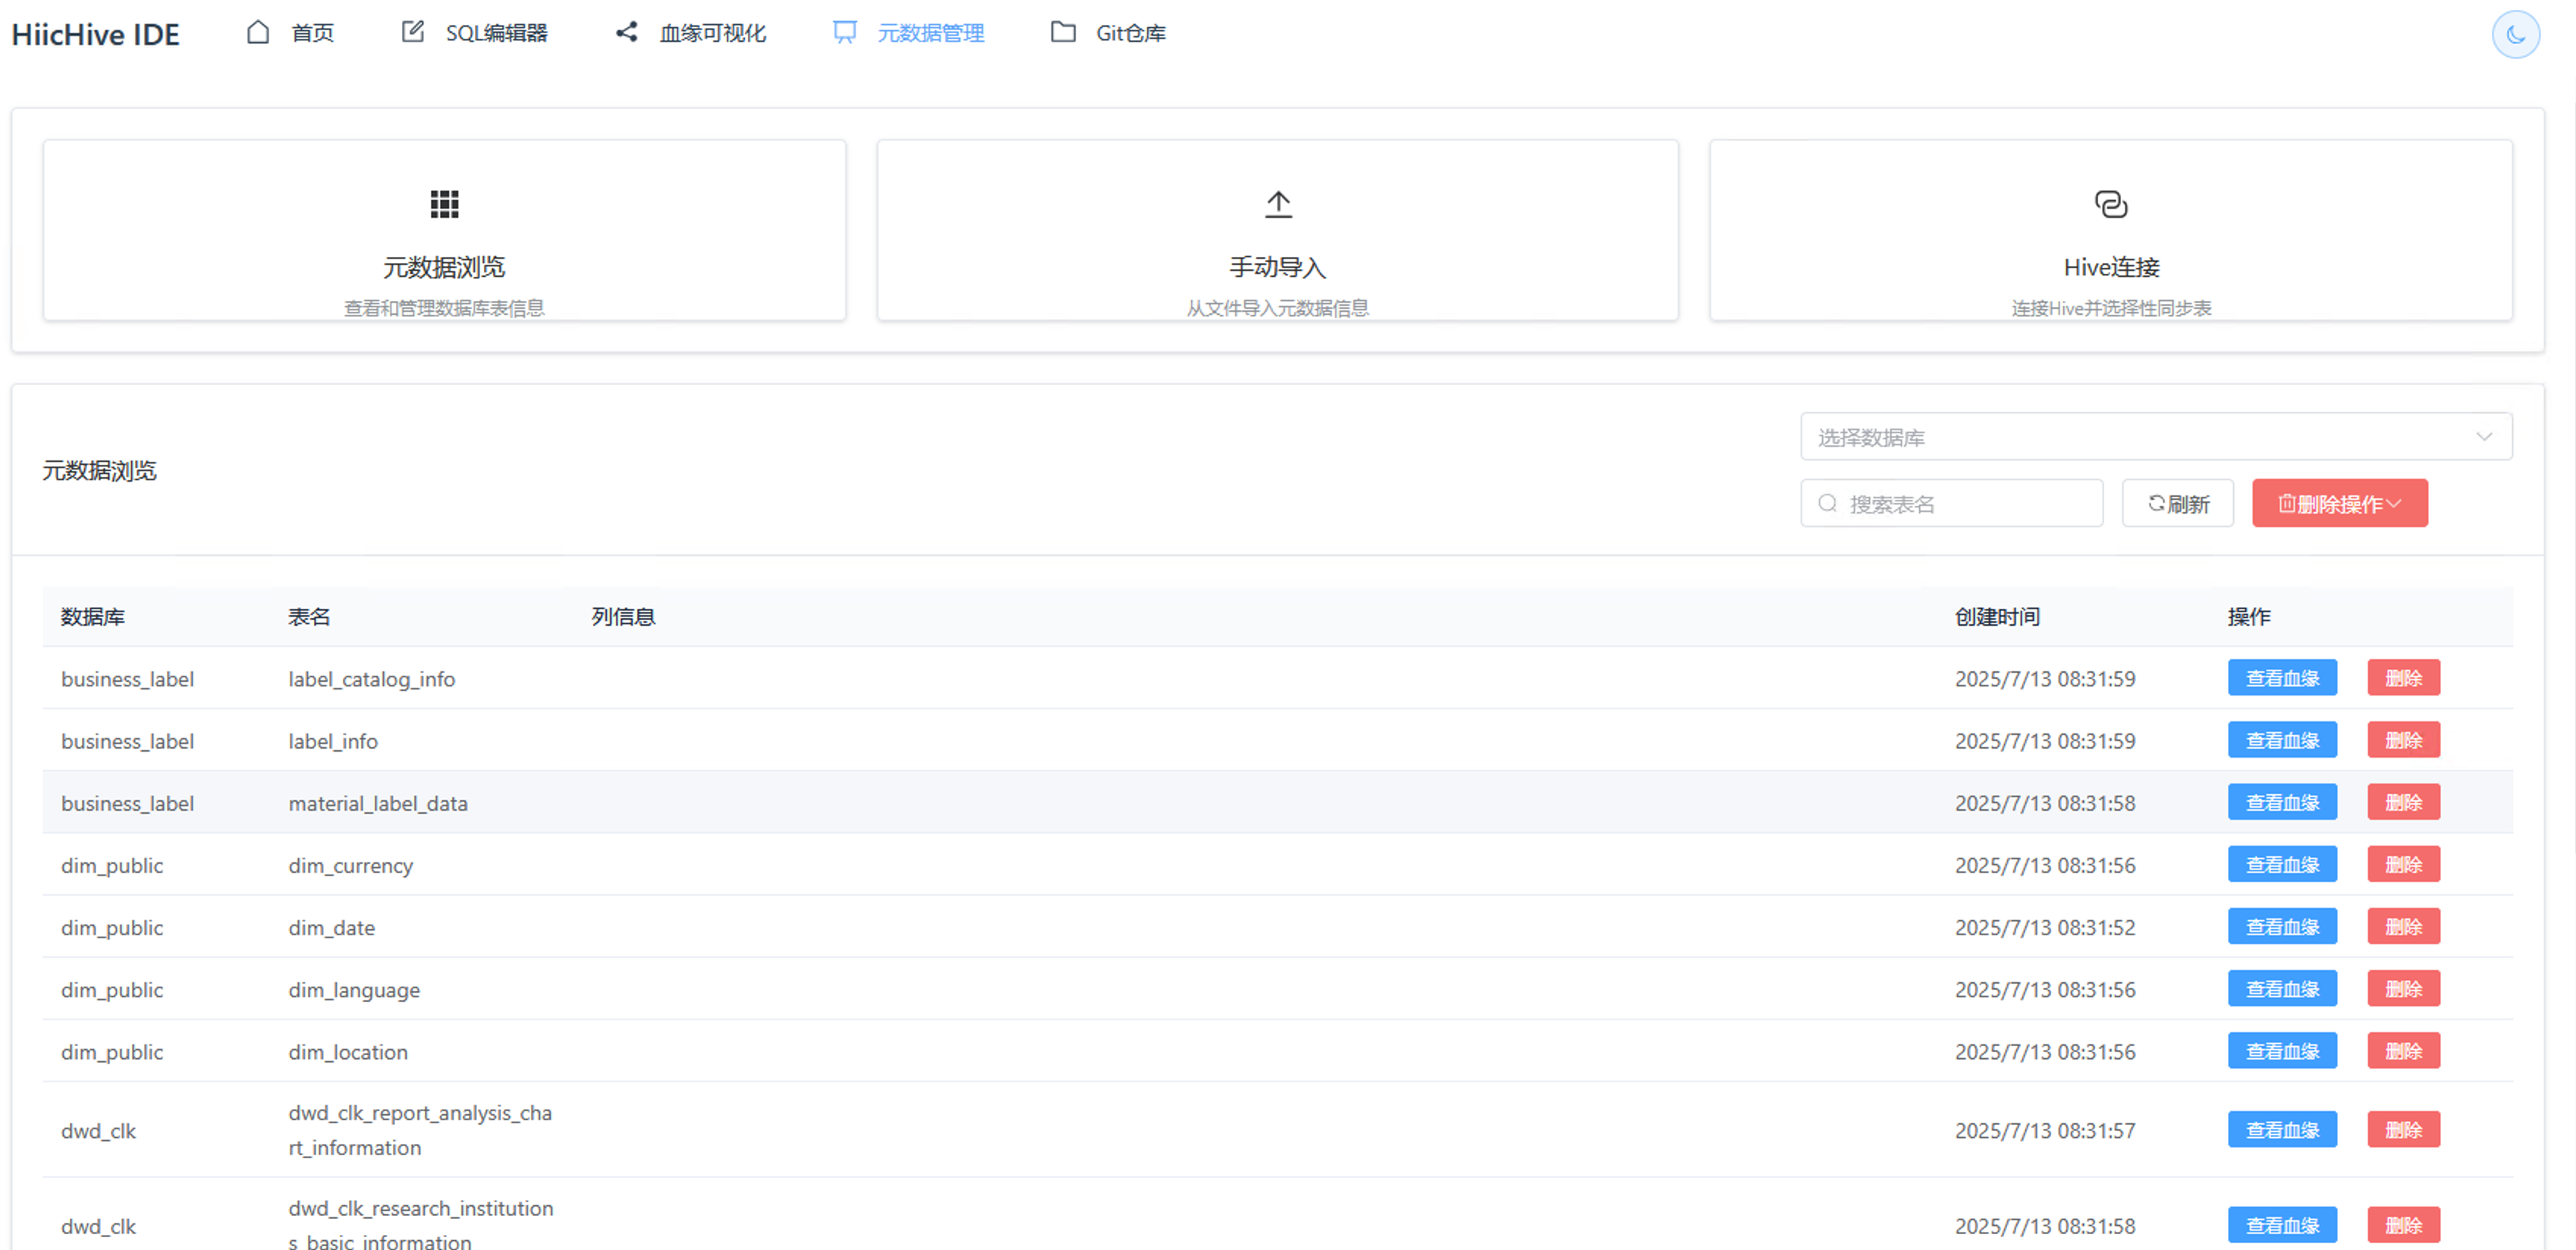 HiicHive IDE 首页 SQL编辑器 血缘可视化 元数据管理 Git仓库
元数据浏览
查看和管理数据库表信息
手动导入
从文件导入元数据信息
Hive连接
连接Hive并选择性同步表
元数据浏览
选择数据库
搜索表名 刷新 删除操作
数据库 表名 列信息 创建时间 操作
business_label label_catalog_info 2025/7/13 08:31:59 查看血缘 删除
business_label label_info 2025/7/13 08:31:59 查看血缘 删除
business_label material_label_data 2025/7/13 08:31:58 查看血缘 删除
dim_public dim_currency 2025/7/13 08:31:56 查看血缘 删除
dim_public dim_date 2025/7/13 08:31:52 查看血缘 删除
dim_public dim_language 2025/7/13 08:31:56 查看血缘 删除
dim_public dim_location 2025/7/13 08:31:56 查看血缘 删除
dwd_clk dwd_clk_report_analysis_cha
rt_information 2025/7/13 08:31:57 查看血缘 删除
dwd_clk dwd_clk_research_institution
s_basic_information 2025/7/13 08:31:58 查看血缘 删除